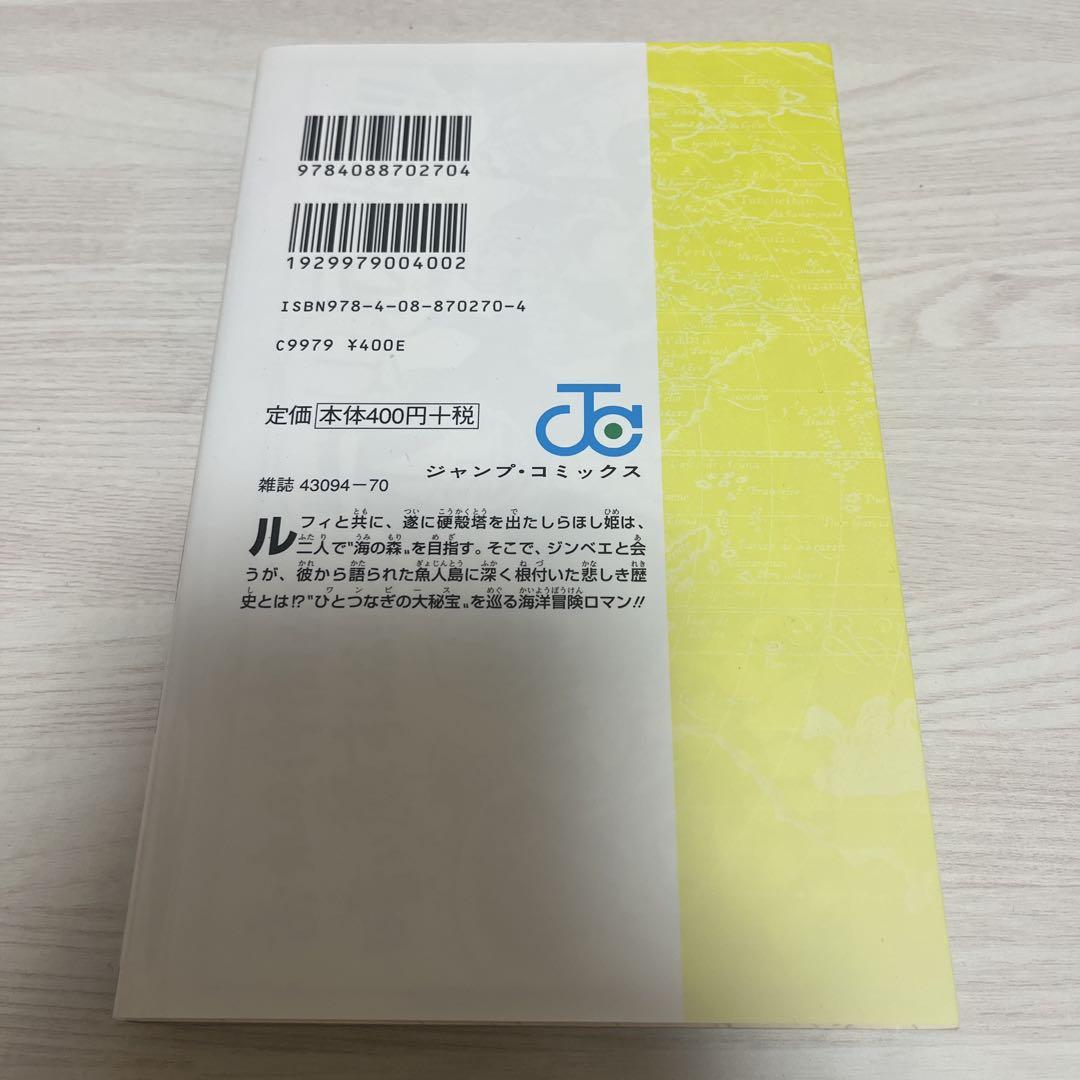 9784088702704
1929979004002
ISBN978-4-08-870270-4
C9979 ¥400E
定価 本体400円+税
ジャンプ・コミックス
雑誌 43094-70
ルフィと共に、遂に硬殻塔を出たしらほし姫は、
二人で"海の森"を目指す。そこで、ジンベエと会
うが、彼から語られた魚人島に深く根付いた悲しき歴
史とは!?"ひとつなぎの大秘宝"を巡る海洋冒険ロマン!!